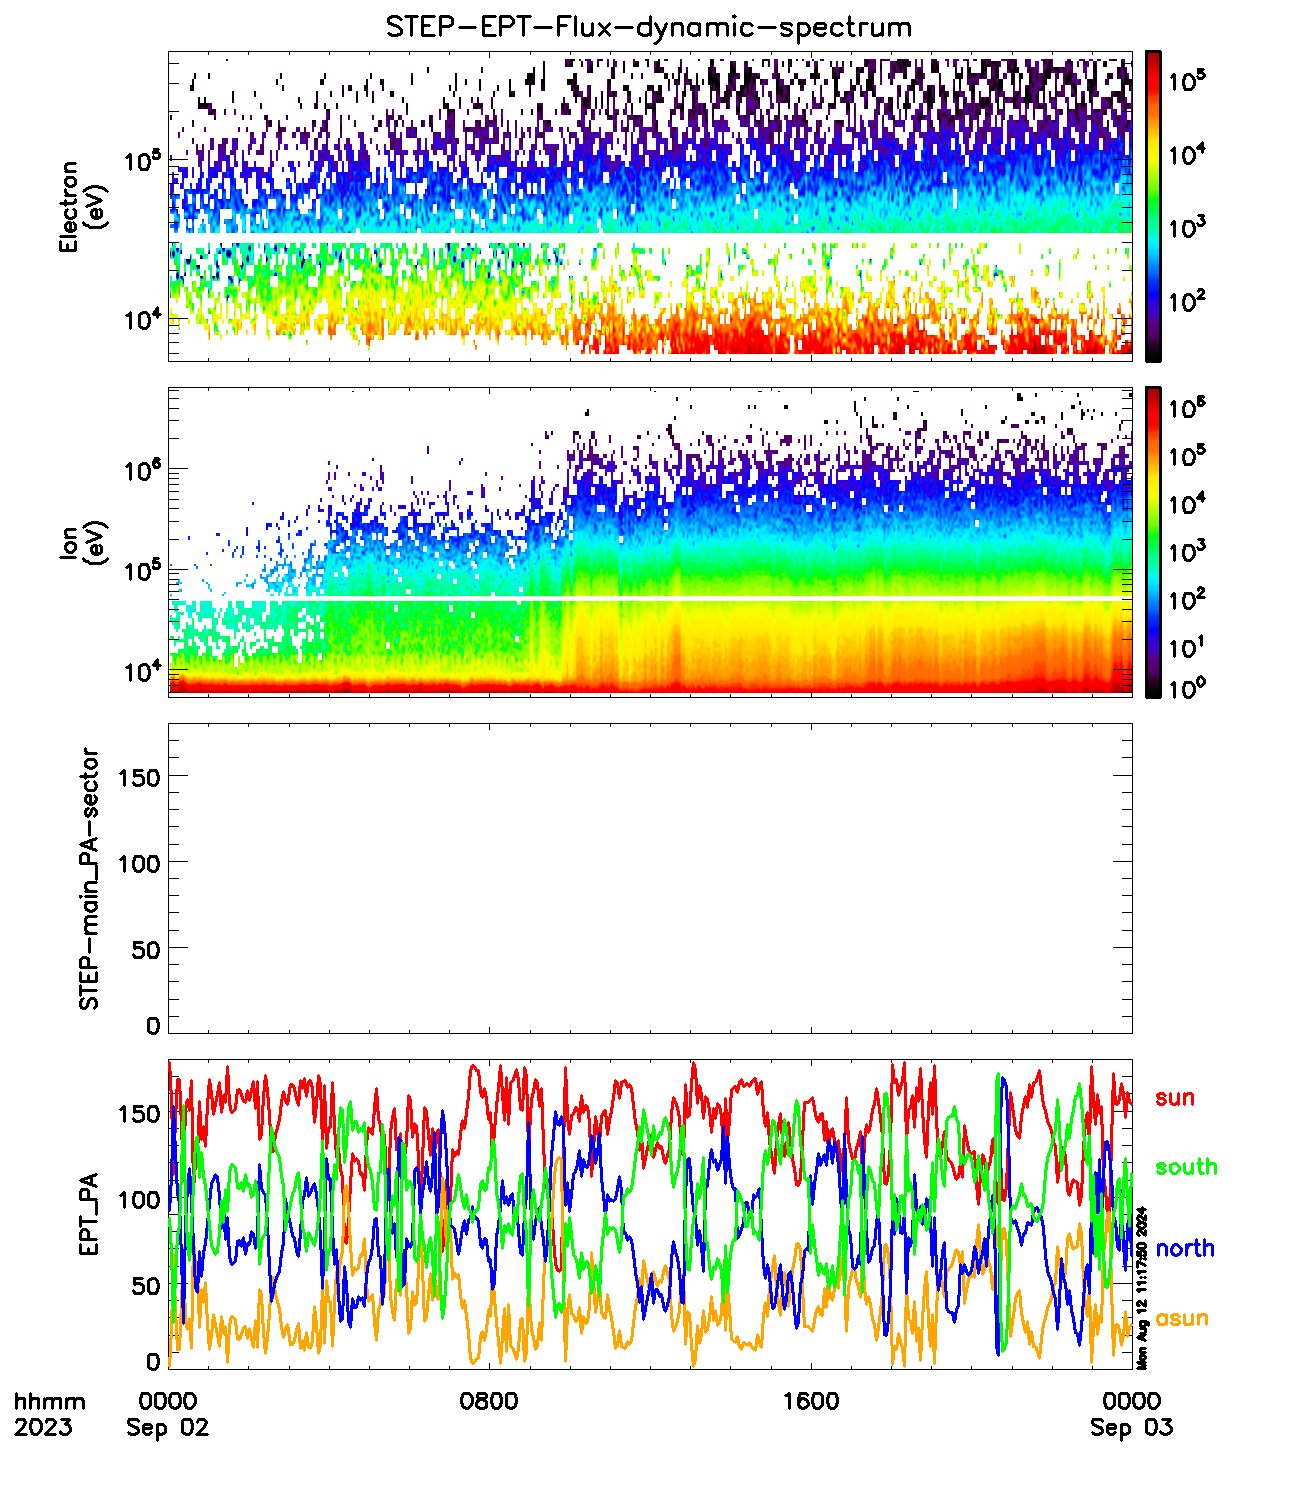 STEP-EPT-Flux-dynamic-spectrum
Electron
(eV)
10^5
10^4
10^5
10^4
10^3
10^2
Ion
(eV)
10^6
10^5
10^4
10^6
10^5
10^4
10^3
10^2
10^1
10^0
STEP-main_PA-sector
150
100
50
0
EPT_PA
150
100
50
0
sun
south
north
asun
Mon Aug 12 11:17:50 2024
hhmm 0000 0800 1600 0000
2023 Sep 02 Sep 03